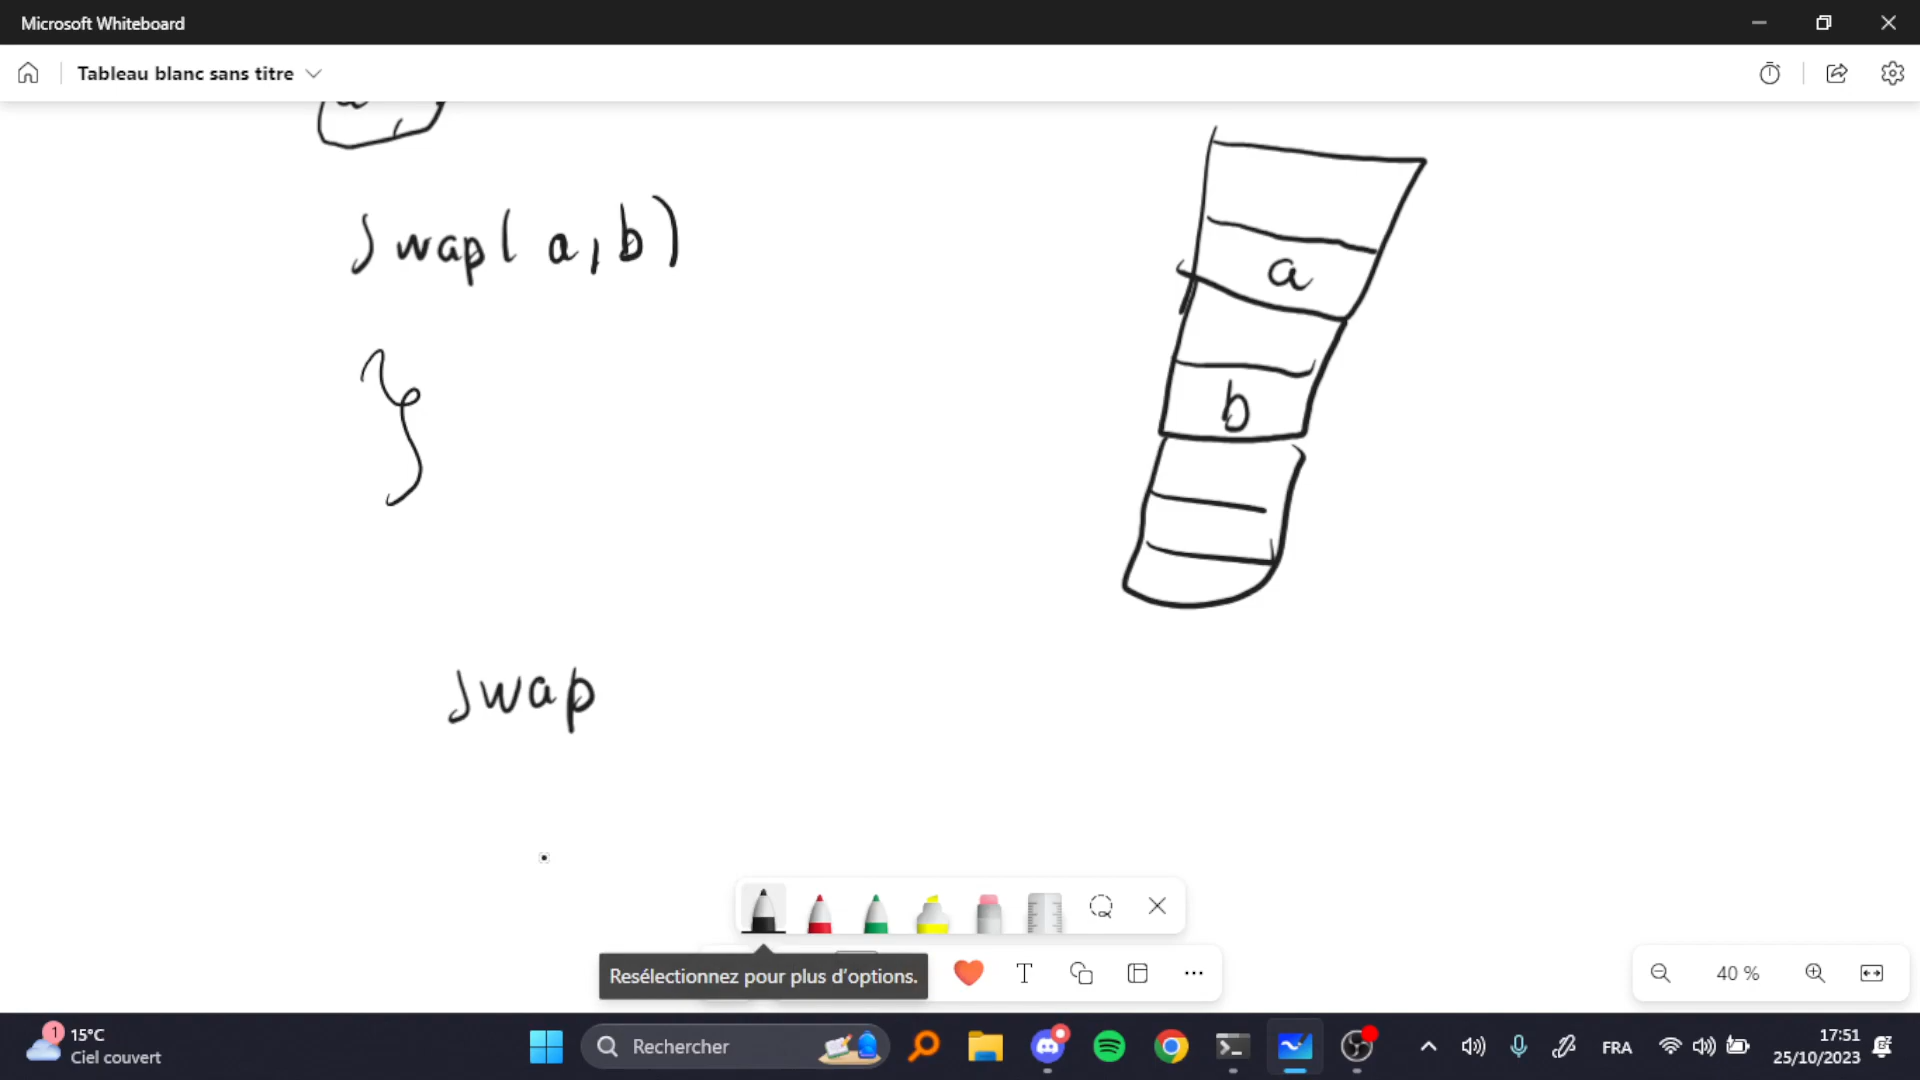 Microsoft Whiteboard
Tableau blanc sans titre
swap( a, b)
}
a
b
swap
Resélectionnez pour plus d'options.
T
40 %
1
15°C
Ciel couvert
Rechercher
FRA
17:51
25/10/2023